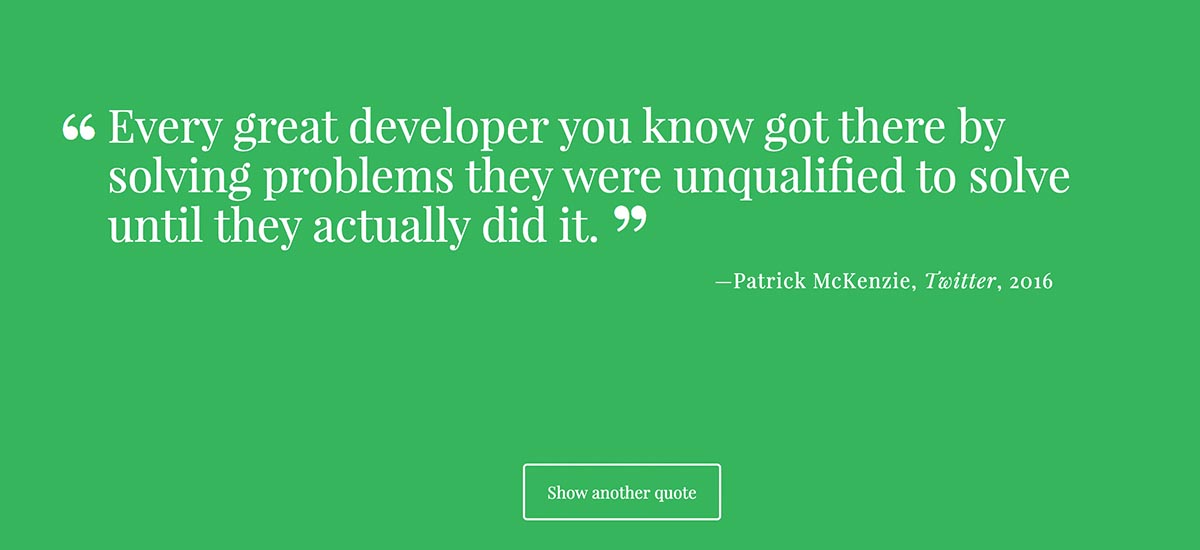 “Every great developer you know got there by
solving problems they were unqualified to solve
until they actually did it.”
—Patrick McKenzie, Twitter, 2016
Show another quote